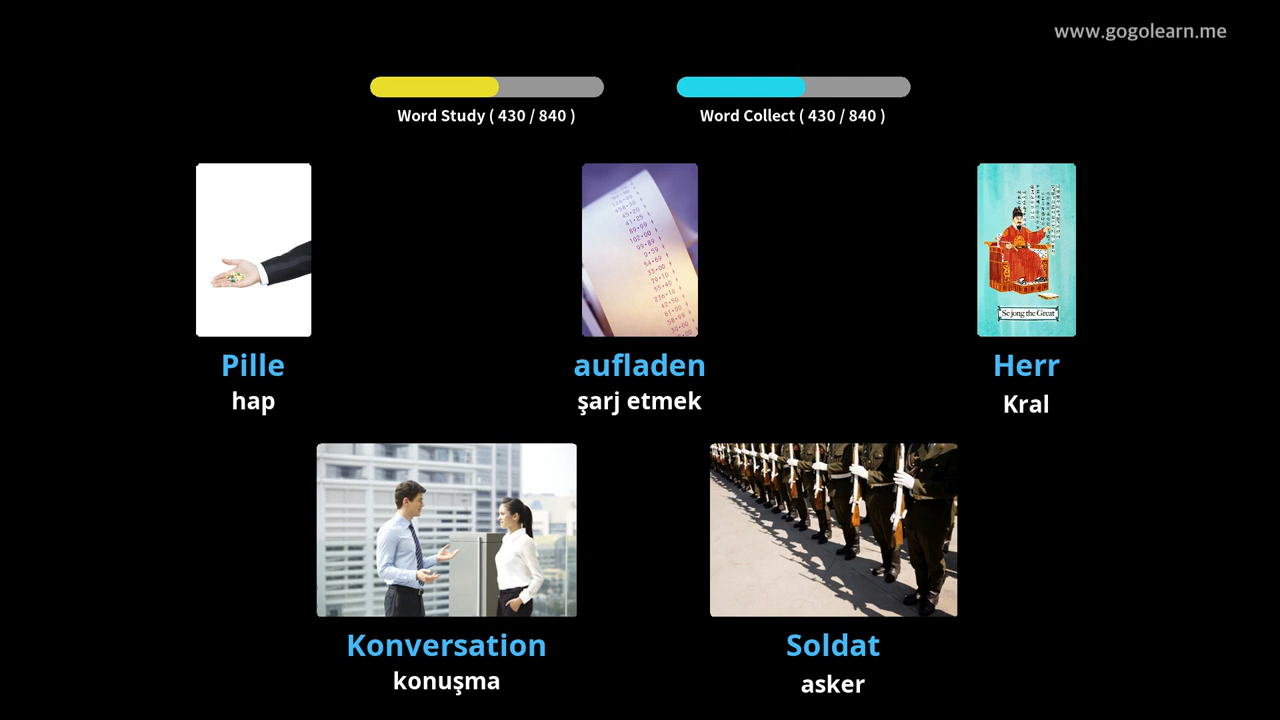 www.gogolearn.me
Word Study ( 430 / 840 )
Word Collect ( 430 / 840 )
Pille
hap
aufladen
şarj etmek
Se jong the Great
Herr
Kral
Konversation
konuşma
Soldat
asker